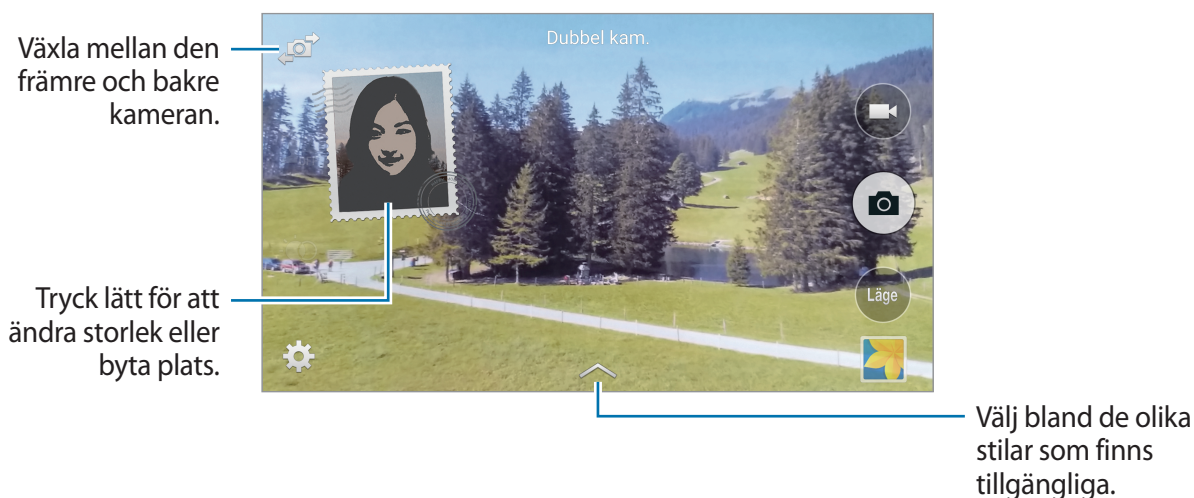 Växla mellan den
främre och bakre
kameran.
Dubbel kam.
Läge
Tryck lätt för att
ändra storlek eller
byta plats.
Välj bland de olika
stilar som finns
tillgängliga.